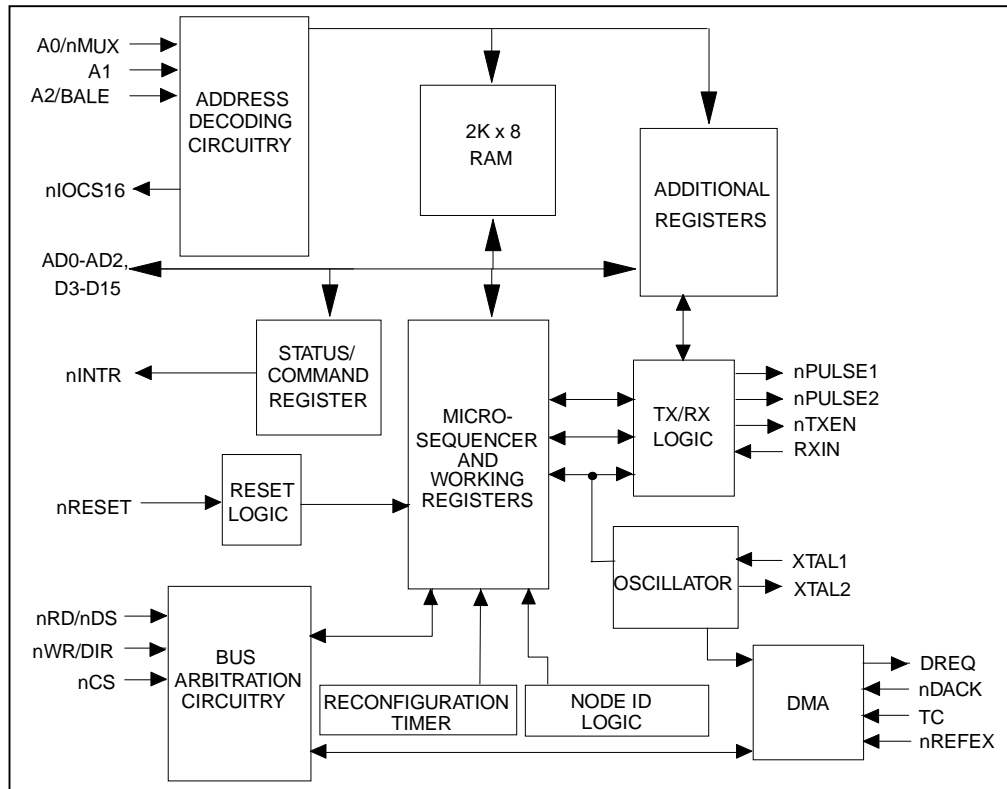 A0/nMUX
A1
A2/BALE
nIOCS16
AD0-AD2,
D3-D15
nINTR
nRESET
nRD/nDS
nWR/DIR
nCS
ADDRESS
DECODING
CIRCUITRY
2K x 8
RAM
ADDITIONAL
REGISTERS
STATUS/
COMMAND
REGISTER
MICRO-
SEQUENCER
AND
WORKING
REGISTERS
TX/RX
LOGIC
nPULSE1
nPULSE2
nTXEN
RXIN
RESET
LOGIC
OSCILLATOR
XTAL1
XTAL2
BUS
ARBITRATION
CIRCUITRY
RECONFIGURATION
TIMER
NODE ID
LOGIC
DMA
DREQ
nDACK
TC
nREFEX